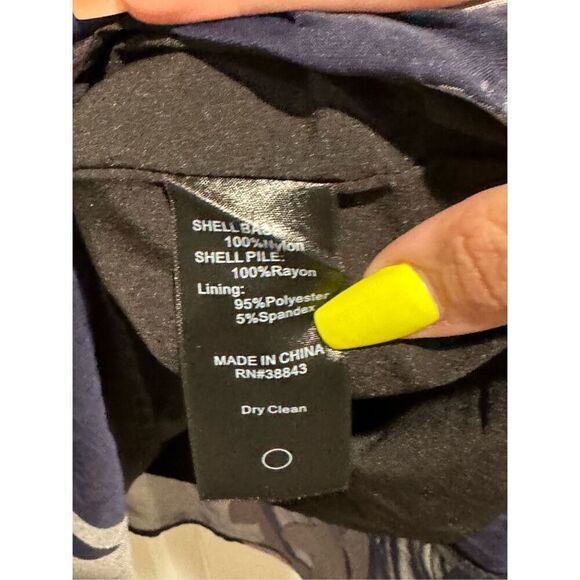 SHELL BASE:
100%Nylon
SHELL PILE:
100%Rayon
Lining:
95%Polyester
5%Spandex
MADE IN CHINA
RN#38843
Dry Clean